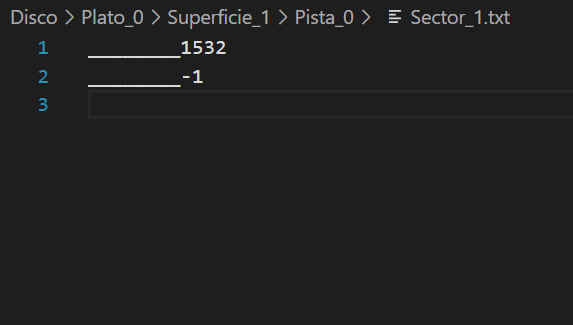 Disco > Plato_0 > Superficie_1 > Pista_0 > Sector_1.txt
1 ________1532
2 ________-1
3